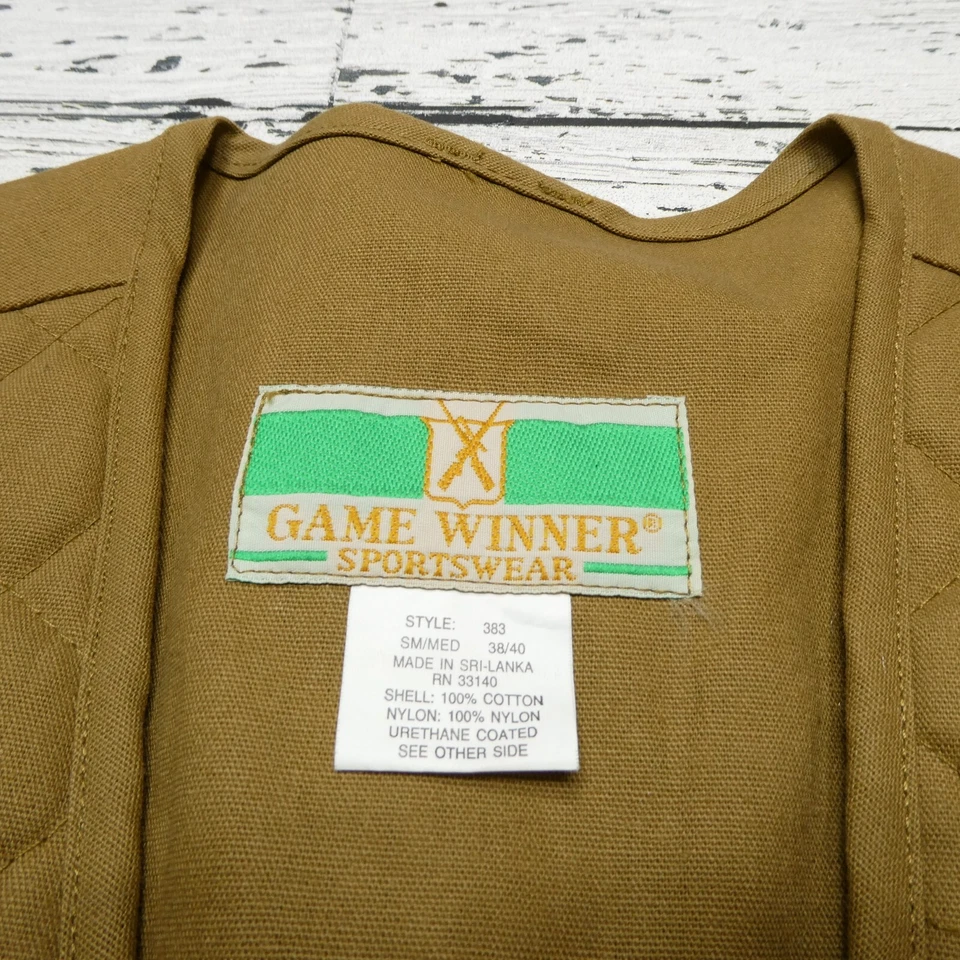 GAME WINNER®
SPORTSWEAR
STYLE: 383
SM/MED 38/40
MADE IN SRI-LANKA
RN 33140
SHELL: 100% COTTON
NYLON: 100% NYLON
URETHANE COATED
SEE OTHER SIDE